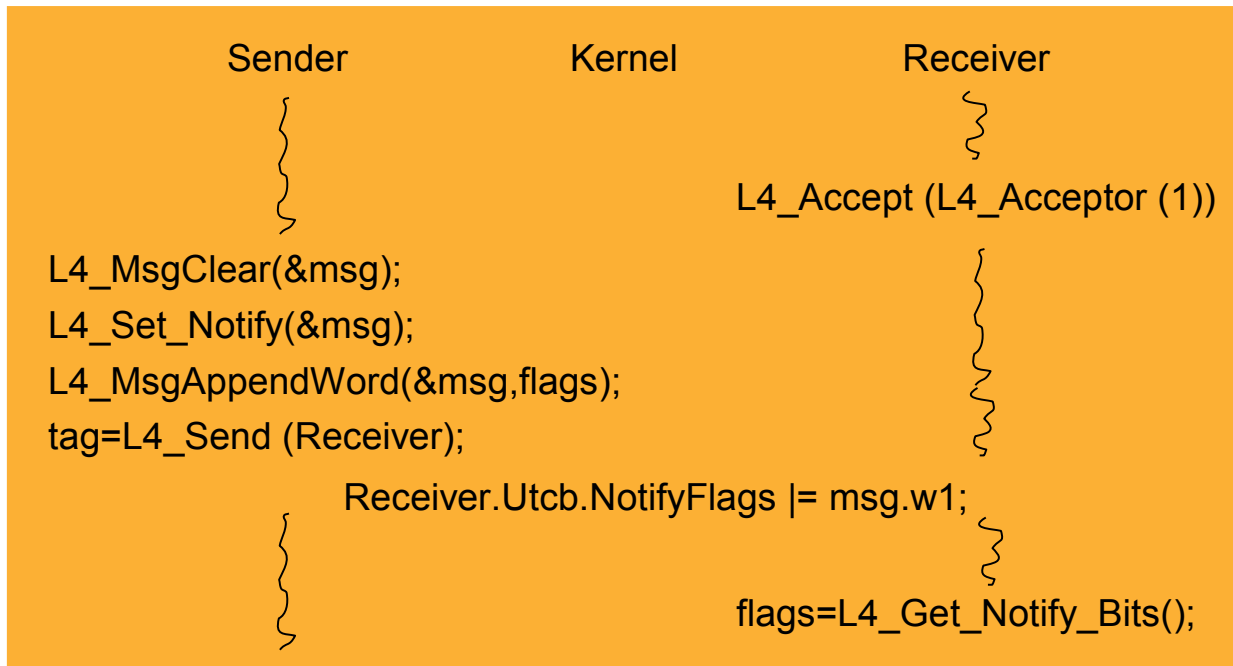 Sender Kernel Receiver
L4_Accept (L4_Acceptor (1))
L4_MsgClear(&msg);
L4_Set_Notify(&msg);
L4_MsgAppendWord(&msg,flags);
tag=L4_Send (Receiver);
Receiver.Utcb.NotifyFlags |= msg.w1;
flags=L4_Get_Notify_Bits();